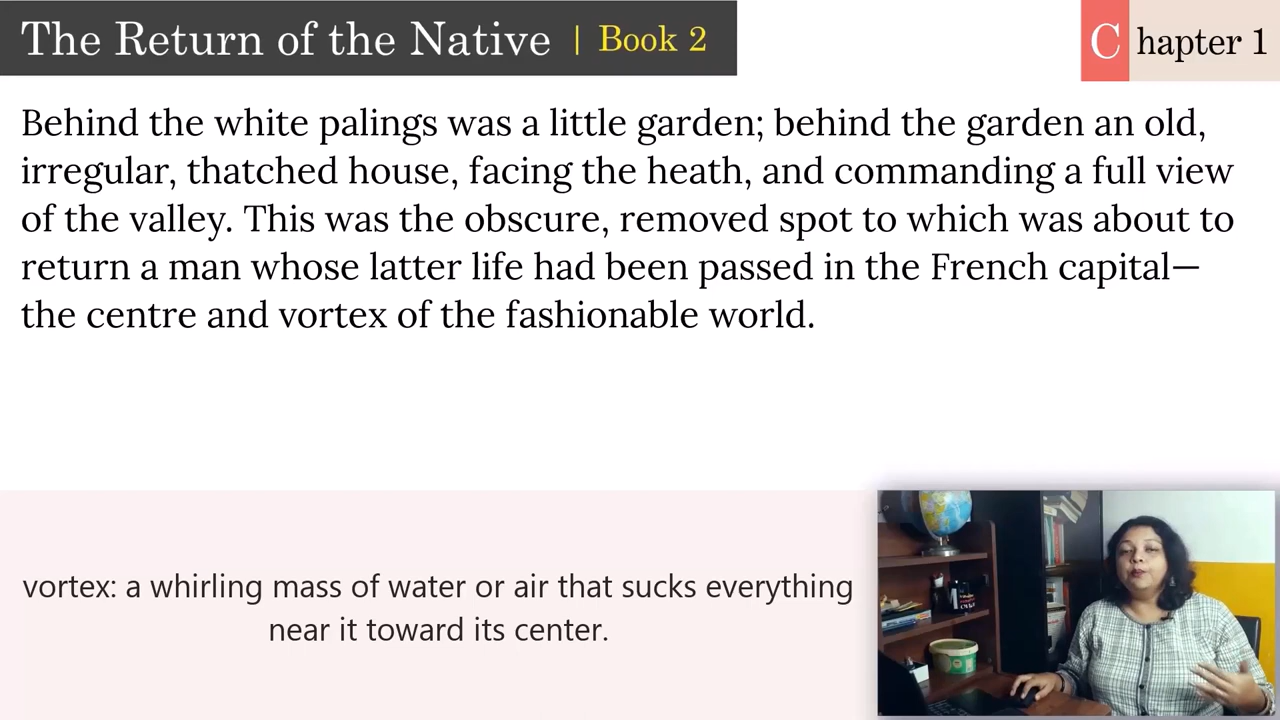 The Return of the Native | Book 2
Chapter 1
Behind the white palings was a little garden; behind the garden an old,
irregular, thatched house, facing the heath, and commanding a full view
of the valley. This was the obscure, removed spot to which was about to
return a man whose latter life had been passed in the French capital—
the centre and vortex of the fashionable world.
vortex: a whirling mass of water or air that sucks everything
near it toward its center.